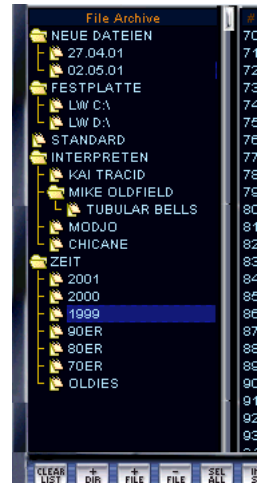 File Archive
#
NEUE DATEIEN
70
27.04.01
71
02.05.01
72
FESTPLATTE
73
LW C:\
74
LW D:\
75
STANDARD
76
INTERPRETEN
77
KAI TRACID
78
MIKE OLDFIELD
79
TUBULAR BELLS
80
MODJO
81
CHICANE
82
ZEIT
83
2001
84
2000
85
1999
86
90ER
87
80ER
88
70ER
89
OLDIES
90
91
92
93
CLEAR LIST
+ DIR
+ FILE
- FILE
SEL ALL